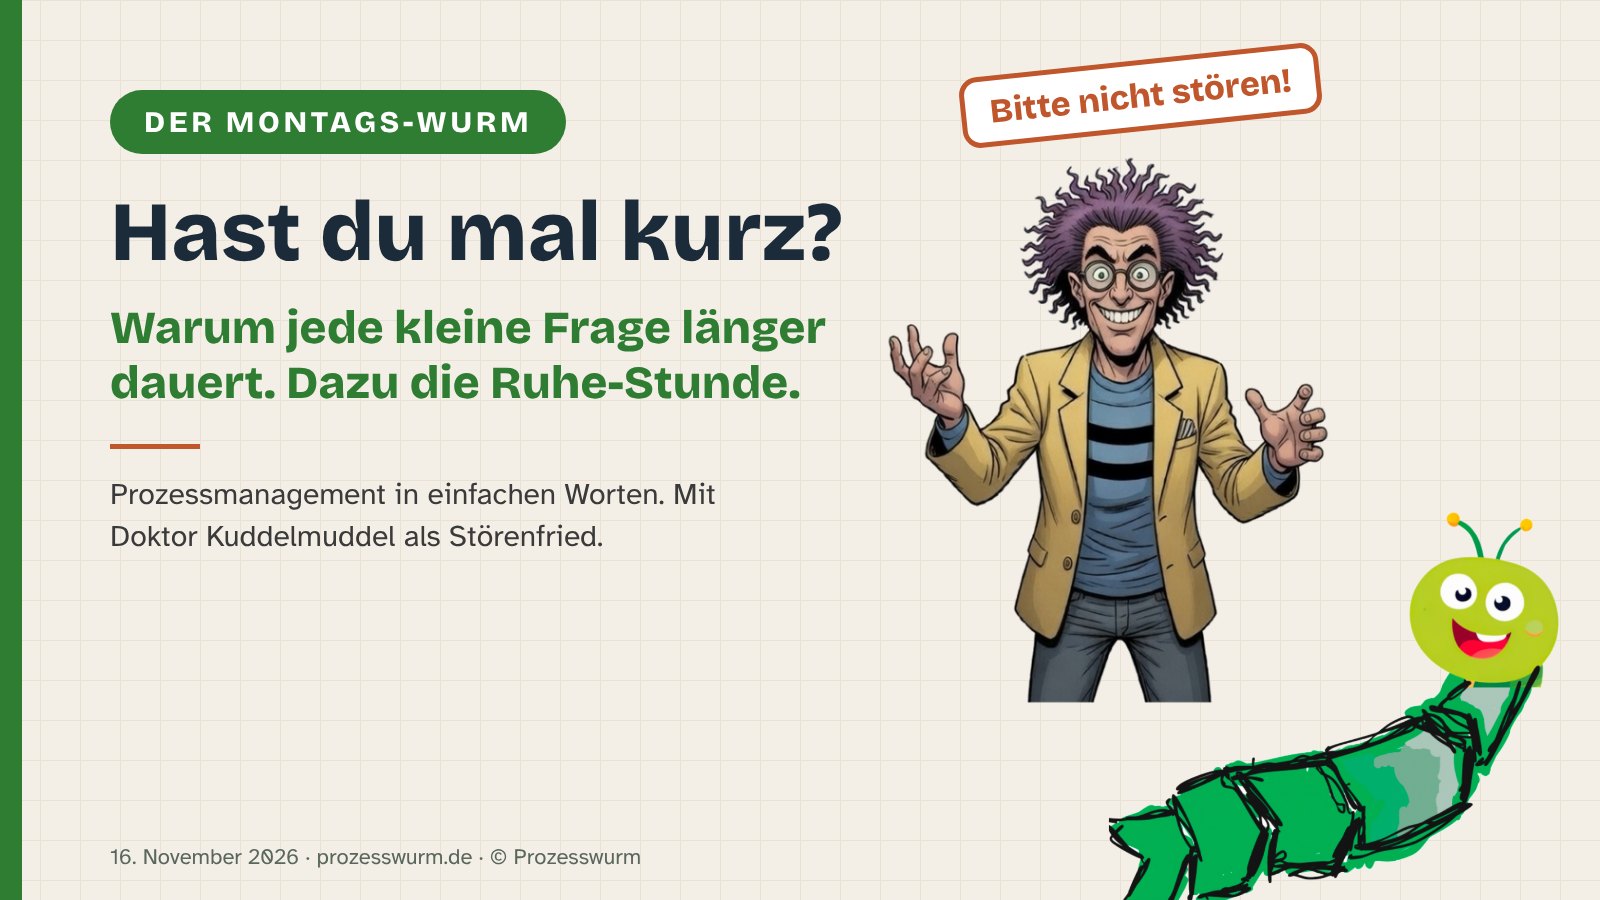 DER MONTAGS-WURM
Bitte nicht stören!
Hast du mal kurz?
Warum jede kleine Frage länger
dauert. Dazu die Ruhe-Stunde.
Prozessmanagement in einfachen Worten. Mit
Doktor Kuddelmuddel als Störenfried.
16. November 2026 · prozesswurm.de · © Prozesswurm